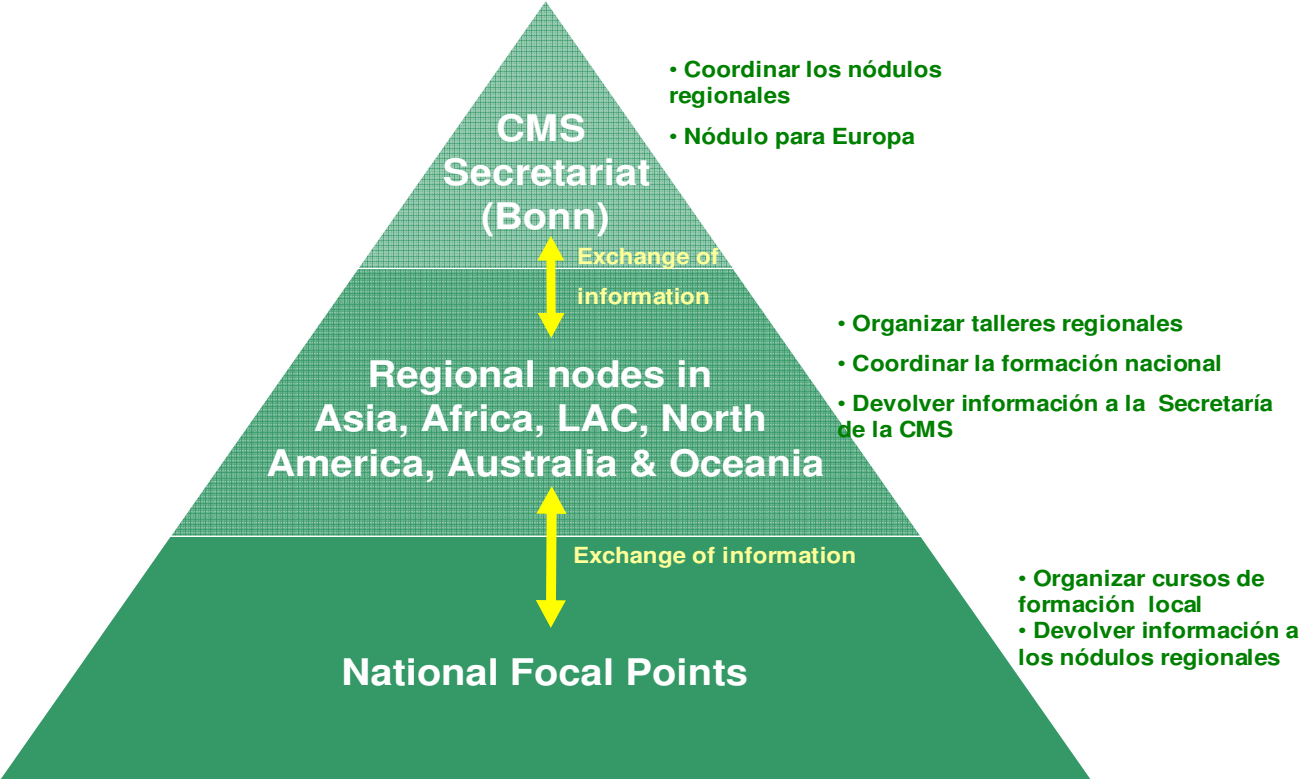 • Coordinar los nódulos
regionales
• Nódulo para Europa
CMS
Secretariat
(Bonn)
Exchange of
information
• Organizar talleres regionales
• Coordinar la formación nacional
• Devolver información a la Secretaría
de la CMS
Regional nodes in
Asia, Africa, LAC, North
America, Australia & Oceania
Exchange of information
• Organizar cursos de
formación local
• Devolver información a
los nódulos regionales
National Focal Points